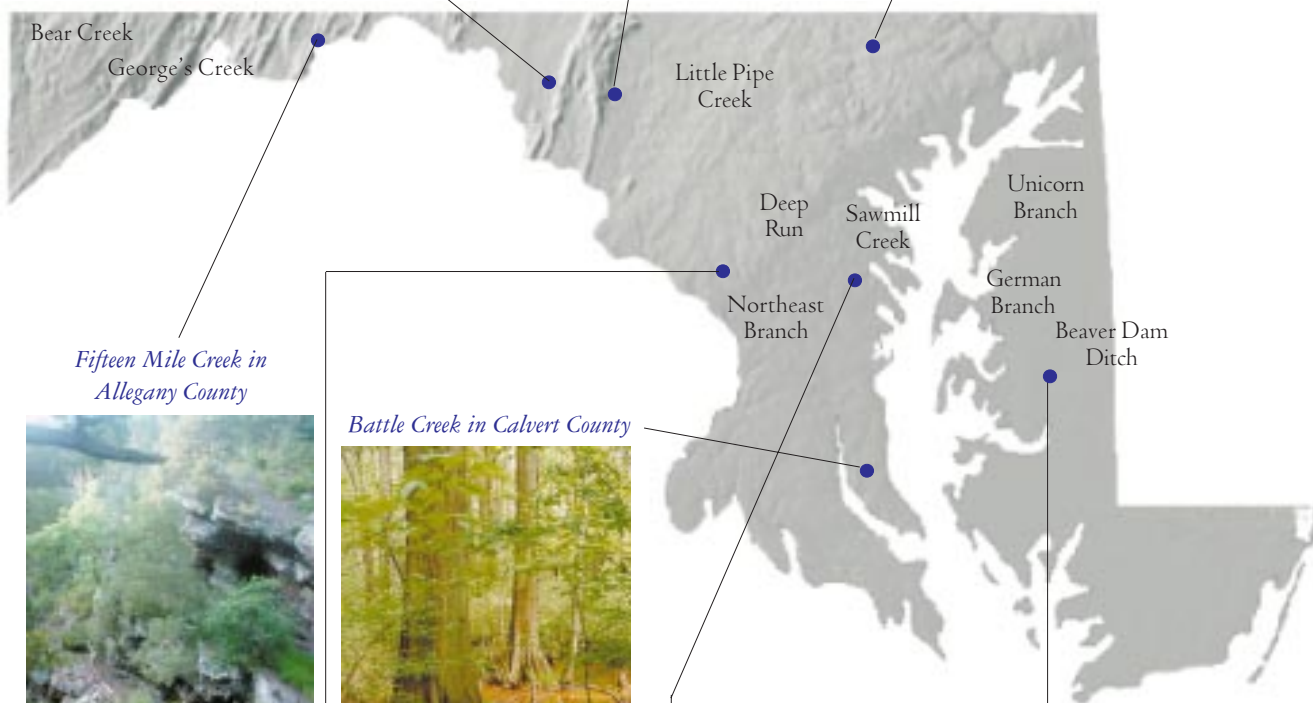 Bear Creek
George's Creek
Little Pipe
Creek
Unicorn
Branch
Deep
Run
Sawmill
Creek
German
Branch
Northeast
Branch
Beaver Dam
Ditch
Fifteen Mile Creek in
Allegany County
Battle Creek in Calvert County